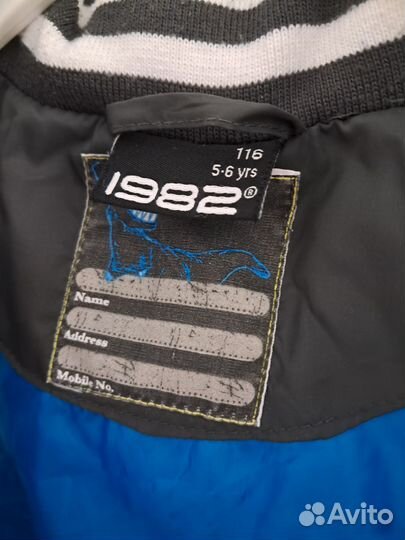 116
5-6 yrs
1982®
Name
Address
Mobile No.
Avito